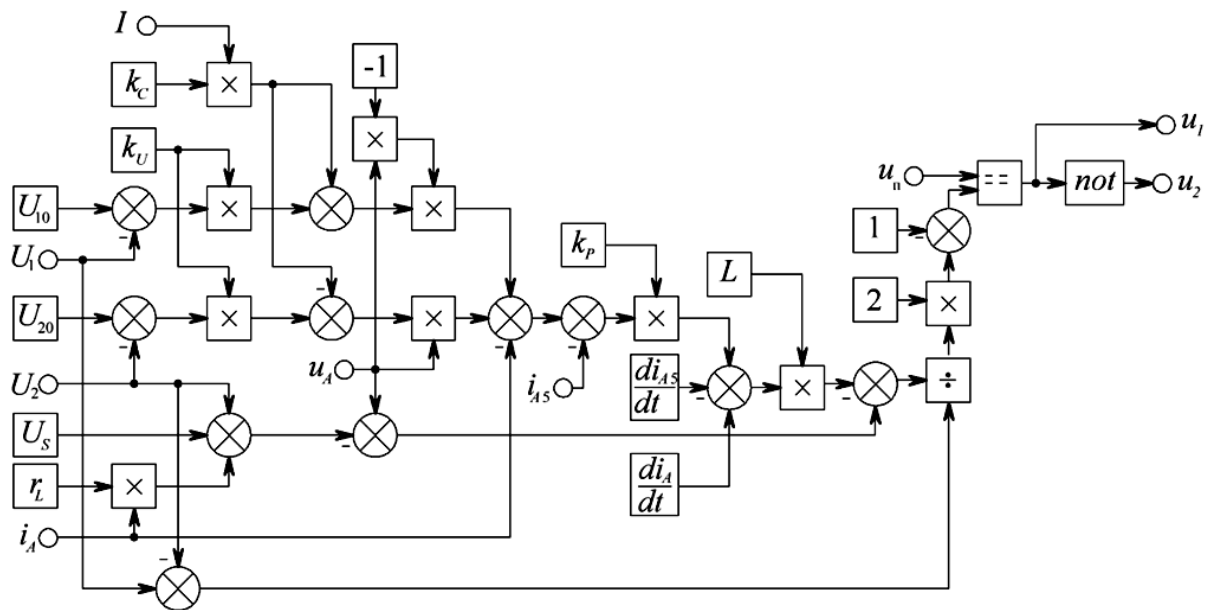 I
k_C
-1
×
×
k_U
u_1
u_n
==
not
u_2
U_10
-
×
×
1
-
U_1
k_P
L
2
×
U_20
-
×
-
×
-
-
×
U_2
u_A
i_A5
di_A5/dt
-
-
×
-
÷
U_S
-
r_L
×
di_A/dt
i_A
-